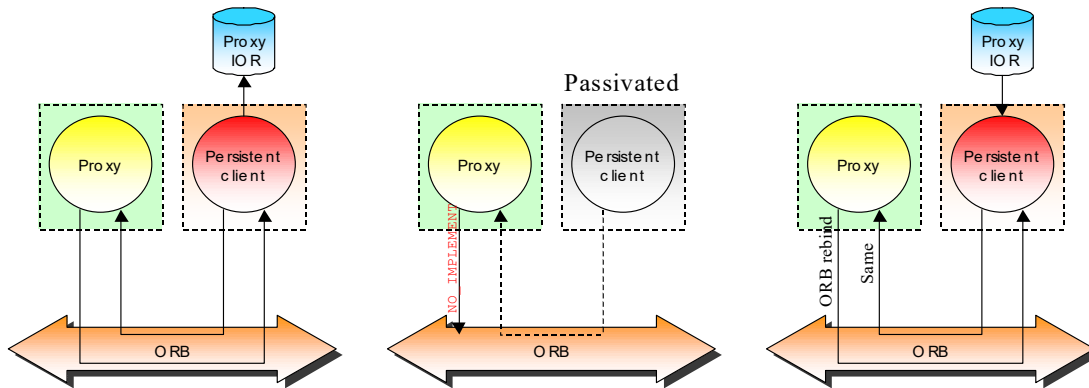 Proxy
IOR
Proxy
Persistent
client
ORB
Passivated
Proxy
Persistent
client
NO_IMPLEMENT
ORB
Proxy
IOR
Proxy
Persistent
client
ORB rebind
Same
ORB